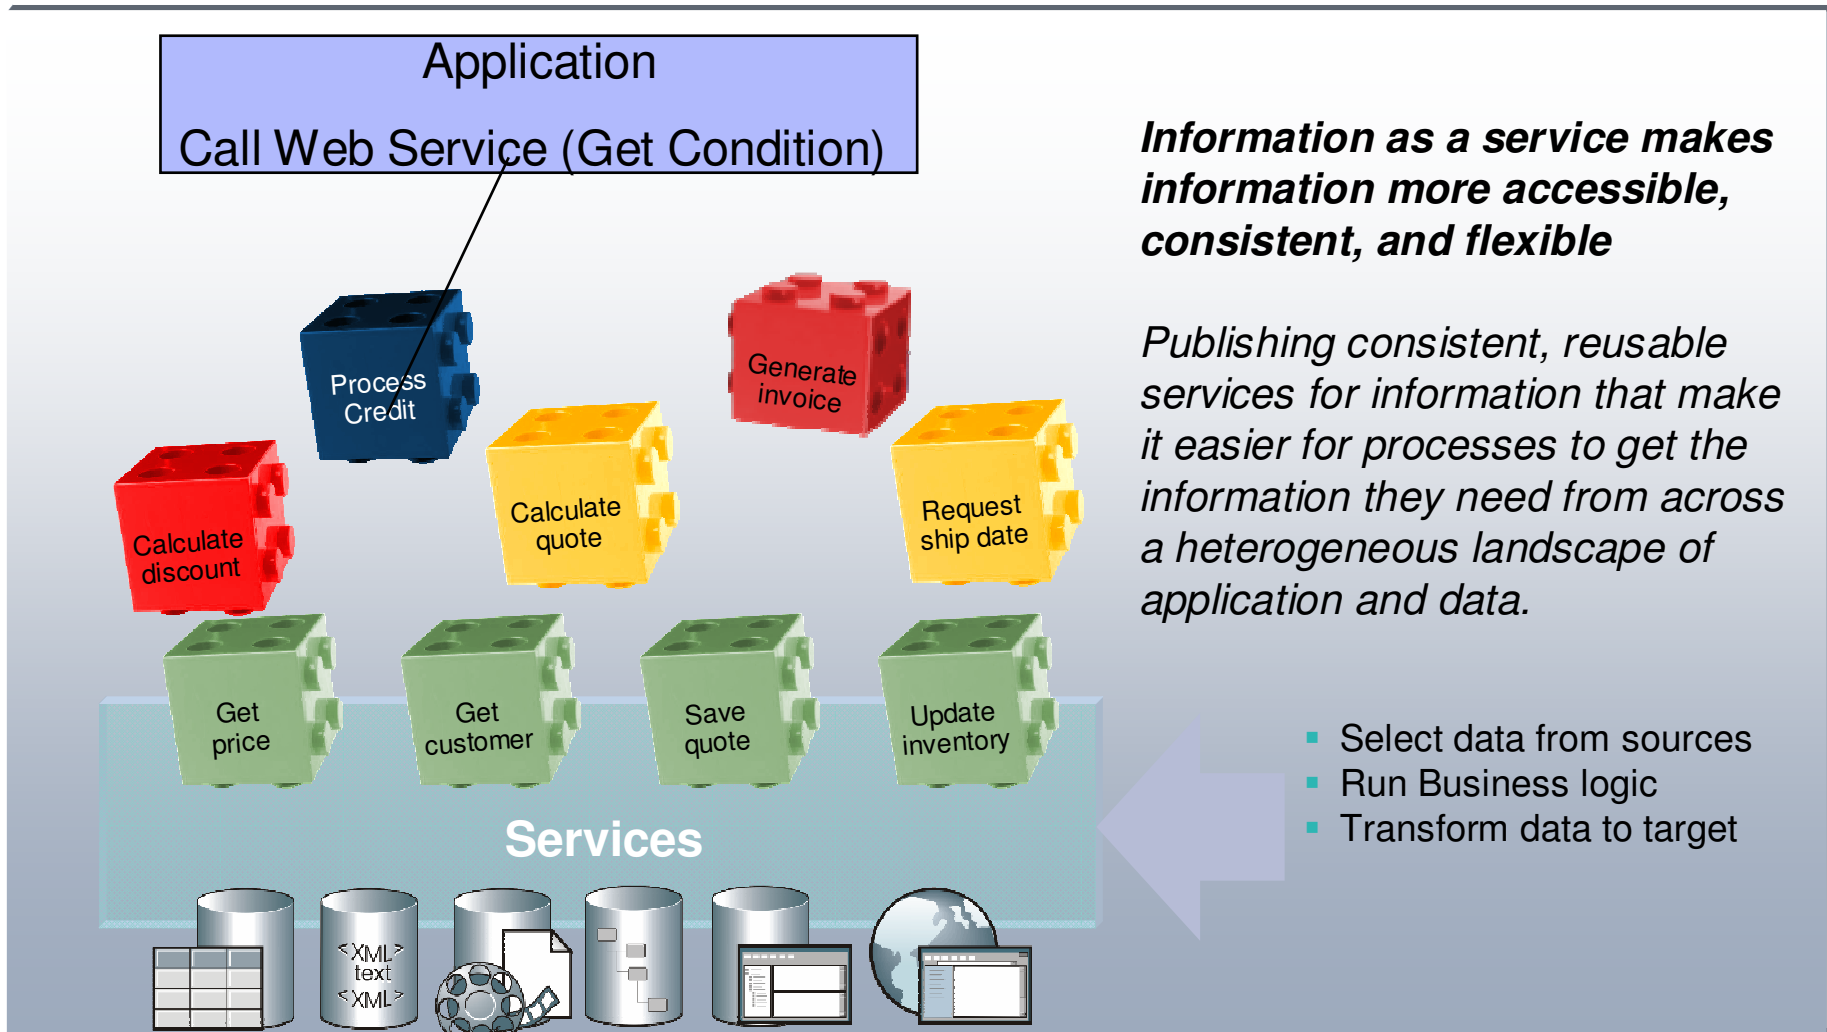 Application
Call Web Service (Get Condition)
Information as a service makes
information more accessible,
consistent, and flexible
Publishing consistent, reusable
services for information that make
it easier for processes to get the
information they need from across
a heterogeneous landscape of
application and data.
Process
Credit
Generate
invoice
Calculate
discount
Calculate
quote
Request
ship date
Get
price
Get
customer
Save
quote
Update
inventory
Services
Select data from sources
Run Business logic
Transform data to target
<XML>
text
<XML>